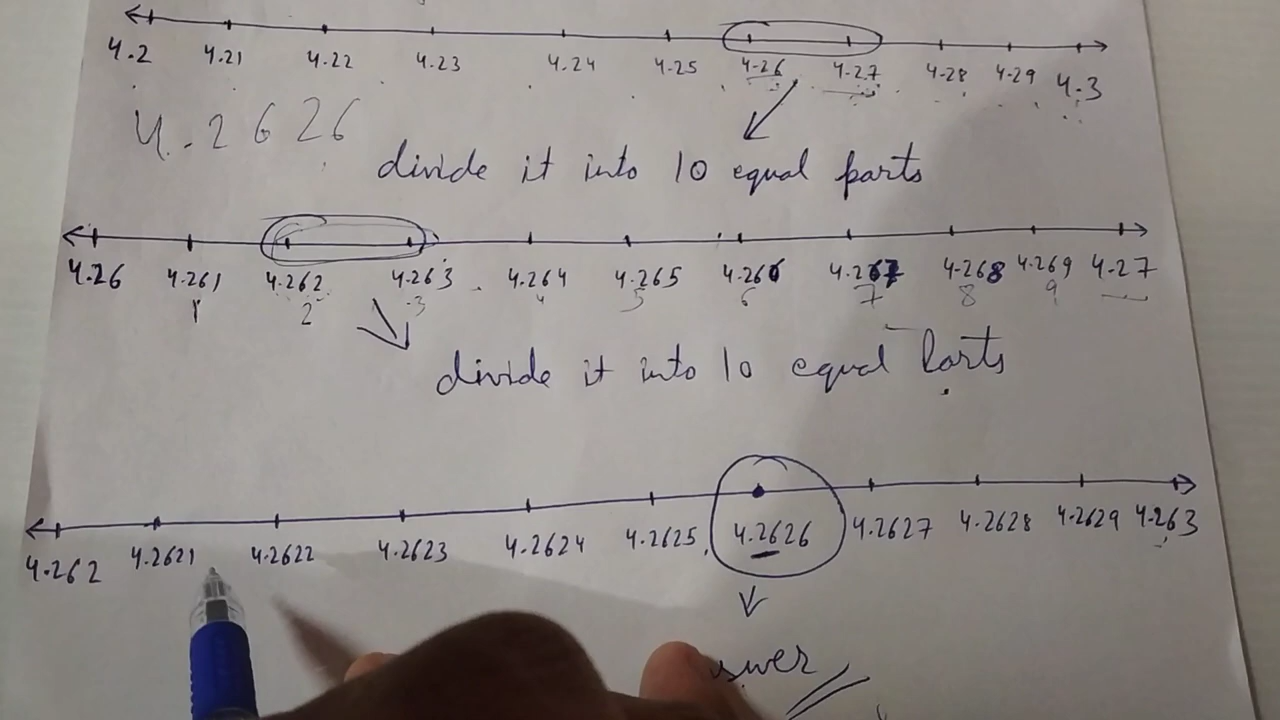 4.2 4.21 4.22 4.23 4.24 4.25 4.26 4.27 4.28 4.29 4.3
4.2626
divide it into 10 equal parts
4.26 4.261 4.262 4.263 4.264 4.265 4.266 4.267 4.268 4.269 4.27
1 2 3 4 5 6 7 8 9
divide it into 10 equal parts
4.262 4.2621 4.2622 4.2623 4.2624 4.2625 4.2626 4.2627 4.2628 4.2629 4.263